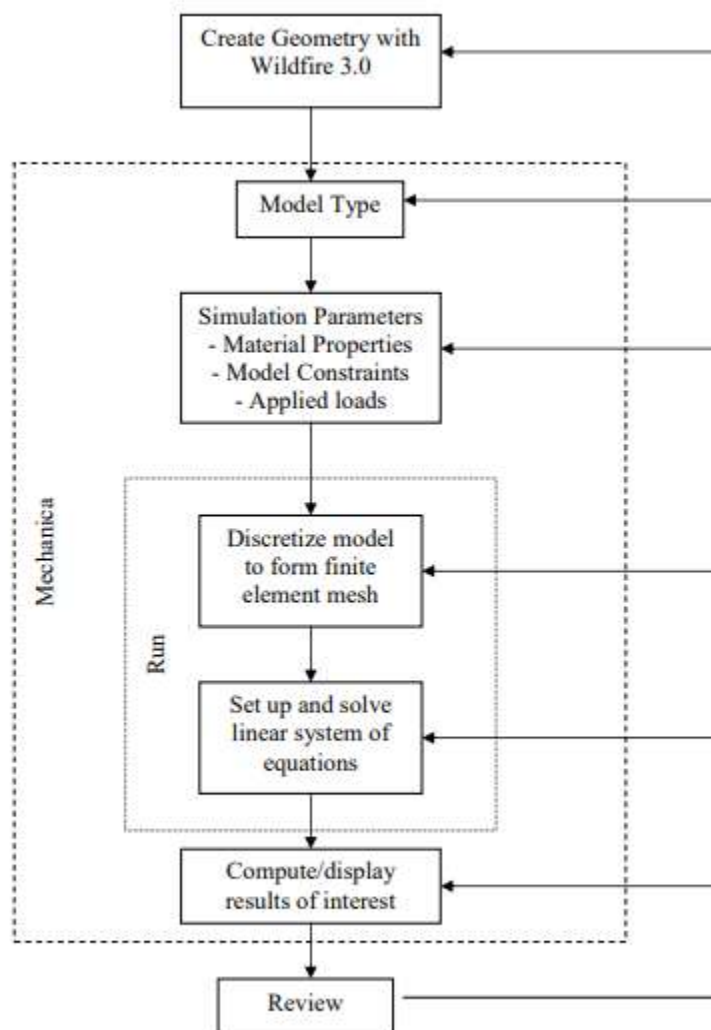 Create Geometry with
Wildfire 3.0
Model Type
Simulation Parameters
- Material Properties
- Model Constraints
- Applied loads
Mechanica
Run
Discretize model
to form finite
element mesh
Set up and solve
linear system of
equations
Compute/display
results of interest
Review